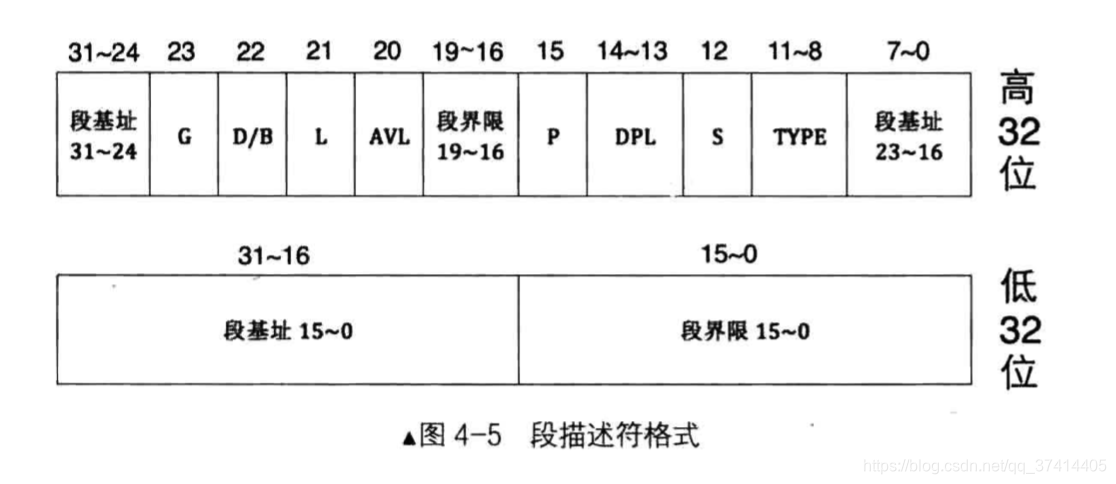 31~24 23 22 21 20 19~16 15 14~13 12 11~8 7~0
段基址 31~24 G D/B L AVL 段界限 19~16 P DPL S TYPE 段基址 23~16
高32位
31~16 15~0
段基址 15~0 段界限 15~0
低32位
▲图 4-5 段描述符格式
https://blog.csdn.net/qq_37414405